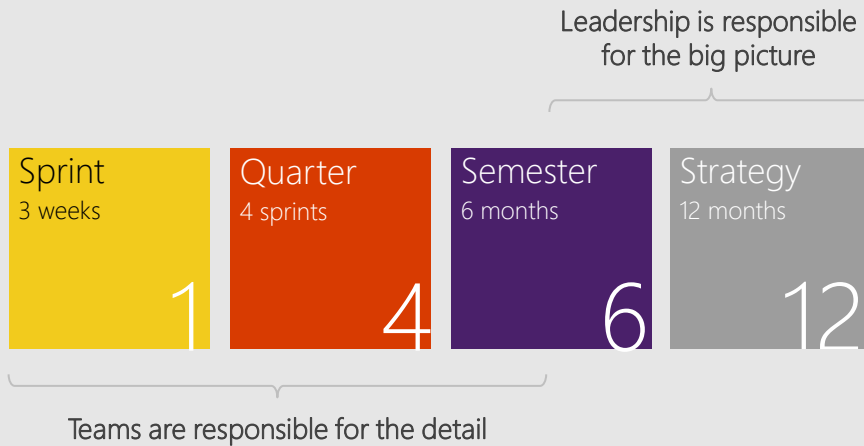 Leadership is responsible
for the big picture
Sprint
3 weeks
1
Quarter
4 sprints
4
Semester
6 months
6
Strategy
12 months
12
Teams are responsible for the detail